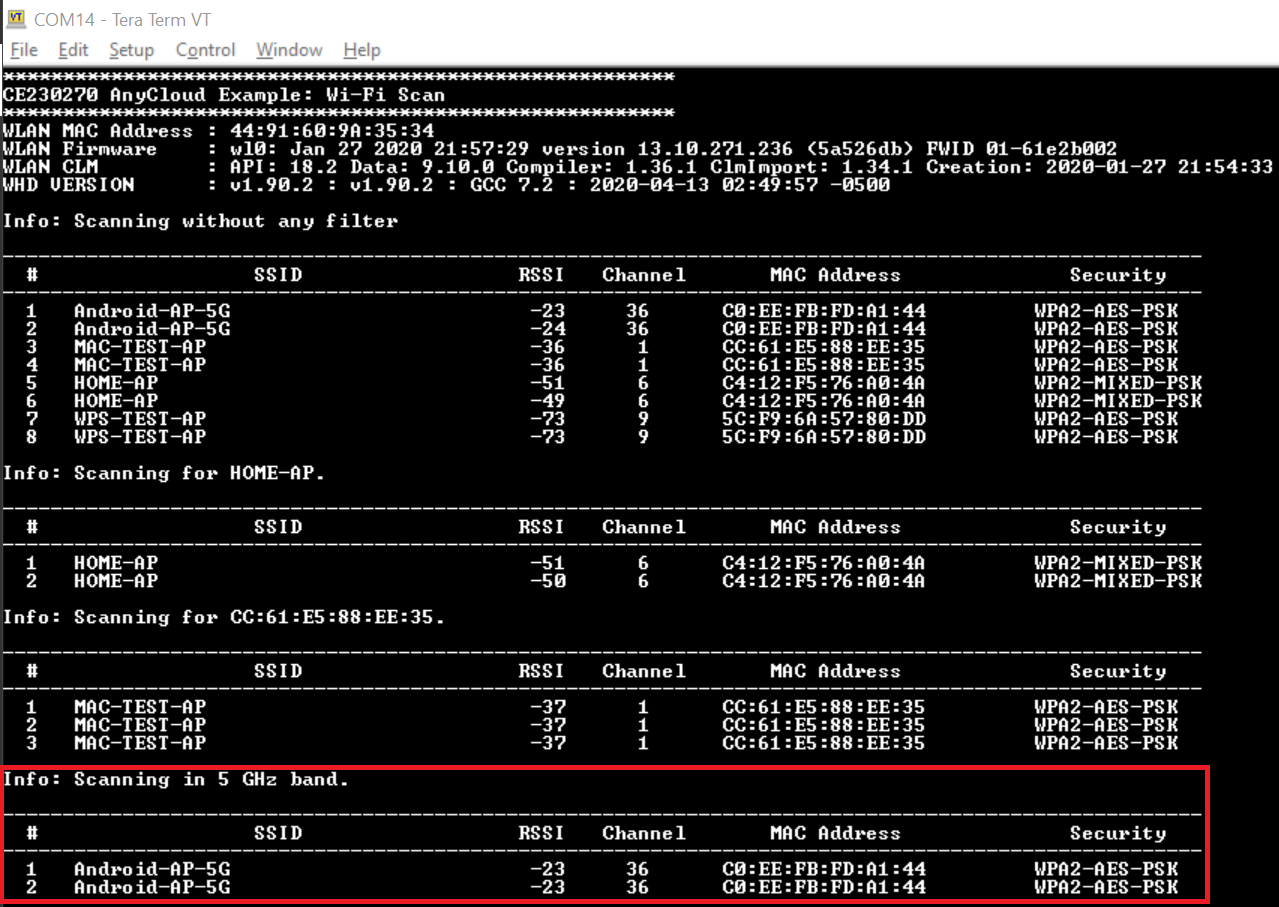 COM14 - Tera Term VT
File Edit Setup Control Window Help
********************************************************
CE230270 AnyCloud Example: Wi-Fi Scan
********************************************************
WLAN MAC Address : 44:91:60:9A:35:34
WLAN Firmware : wl0: Jan 27 2020 21:57:29 version 13.10.271.236 (5a526db) FWID 01-61e2b002
WLAN CLM : API: 18.2 Data: 9.10.0 Compiler: 1.36.1 ClmImport: 1.34.1 Creation: 2020-01-27 21:54:33
WHD VERSION : v1.90.2 : v1.90.2 : GCC 7.2 : 2020-04-13 02:49:57 -0500
Info: Scanning without any filter
# SSID RSSI Channel MAC Address Security
1 Android-AP-5G -23 36 C0:EE:FB:FD:A1:44 WPA2-AES-PSK
2 Android-AP-5G -24 36 C0:EE:FB:FD:A1:44 WPA2-AES-PSK
3 MAC-TEST-AP -36 1 CC:61:E5:88:EE:35 WPA2-AES-PSK
4 MAC-TEST-AP -36 1 CC:61:E5:88:EE:35 WPA2-AES-PSK
5 HOME-AP -51 6 C4:12:F5:76:A0:4A WPA2-MIXED-PSK
6 HOME-AP -49 6 C4:12:F5:76:A0:4A WPA2-MIXED-PSK
7 WPS-TEST-AP -73 9 5C:F9:6A:57:80:DD WPA2-AES-PSK
8 WPS-TEST-AP -73 9 5C:F9:6A:57:80:DD WPA2-AES-PSK
Info: Scanning for HOME-AP.
# SSID RSSI Channel MAC Address Security
1 HOME-AP -51 6 C4:12:F5:76:A0:4A WPA2-MIXED-PSK
2 HOME-AP -50 6 C4:12:F5:76:A0:4A WPA2-MIXED-PSK
Info: Scanning for CC:61:E5:88:EE:35.
# SSID RSSI Channel MAC Address Security
1 MAC-TEST-AP -37 1 CC:61:E5:88:EE:35 WPA2-AES-PSK
2 MAC-TEST-AP -37 1 CC:61:E5:88:EE:35 WPA2-AES-PSK
3 MAC-TEST-AP -37 1 CC:61:E5:88:EE:35 WPA2-AES-PSK
Info: Scanning in 5 GHz band.
# SSID RSSI Channel MAC Address Security
1 Android-AP-5G -23 36 C0:EE:FB:FD:A1:44 WPA2-AES-PSK
2 Android-AP-5G -23 36 C0:EE:FB:FD:A1:44 WPA2-AES-PSK